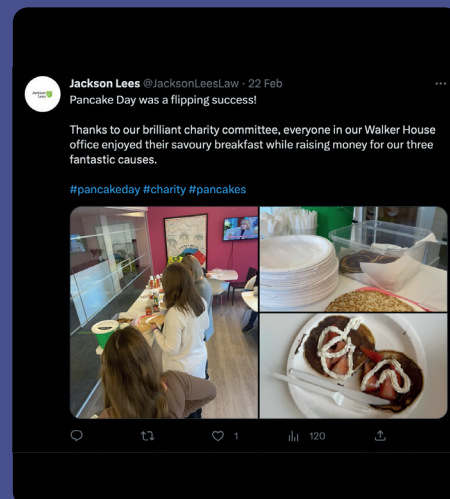 Jackson Lees @JacksonLeesLaw · 22 Feb
Pancake Day was a flipping success!
Thanks to our brilliant charity committee, everyone in our Walker House
office enjoyed their savoury breakfast while raising money for our three
fantastic causes.
#pancakeday #charity #pancakes
1
120